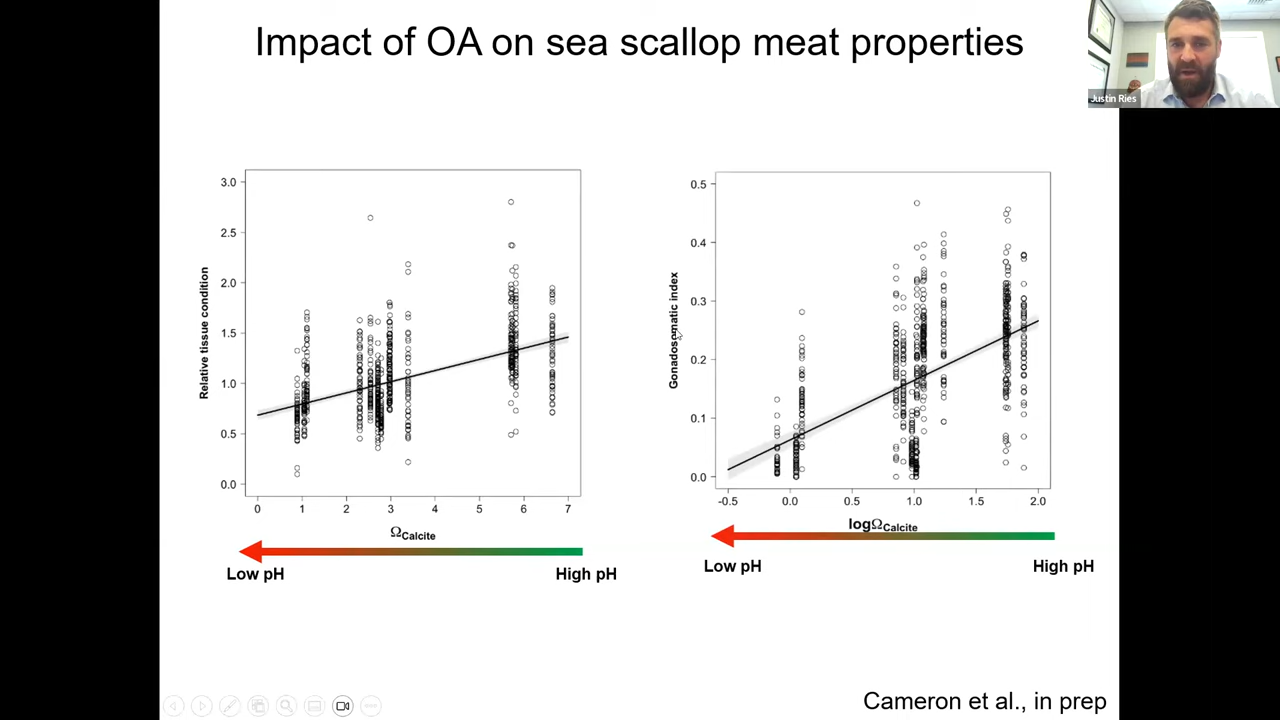 Impact of OA on sea scallop meat properties
Justin Ries
Relative tissue condition
3.0
2.5
2.0
1.5
1.0
0.5
0.0
0 1 2 3 4 5 6 7
ΩCalcite
Low pH High pH
Gonadosomatic index
0.5
0.4
0.3
0.2
0.1
0.0
-0.5 0.0 0.5 1.0 1.5 2.0
logΩCalcite
Low pH High pH
Cameron et al., in prep